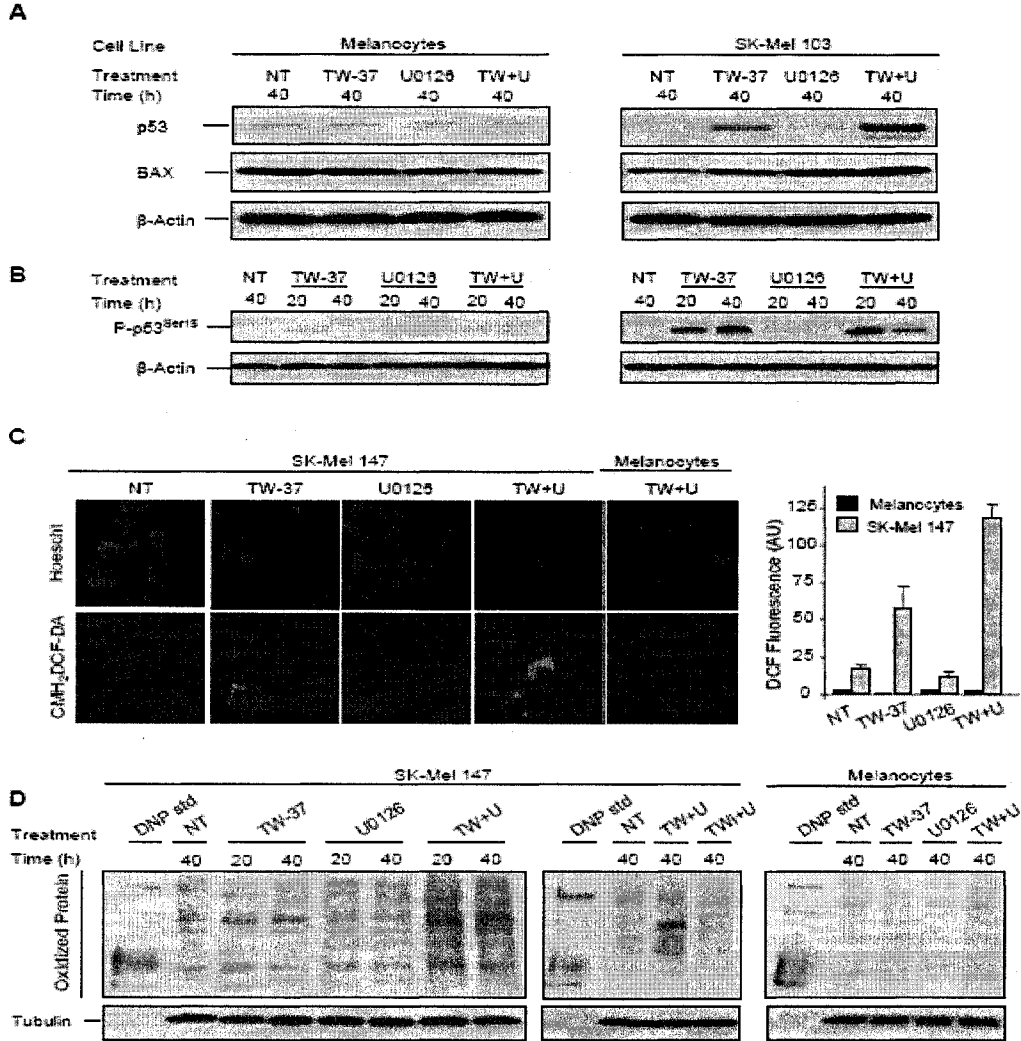 A
Cell Line Melanocytes SK-Mel 103
Treatment NT TW-37 U0126 TW+U NT TW-37 U0126 TW+U
Time (h) 40 40 40 40 40 40 40 40
p53
BAX
β-Actin
B
Treatment NT TW-37 U0126 TW+U NT TW-37 U0126 TW+U
Time (h) 40 20 40 20 40 20 40 40 20 40 20 40 20 40
P-p53Ser15
β-Actin
C
SK-Mel 147 Melanocytes
NT TW-37 U0126 TW+U TW+U
Hoescht
CMH2DCF-DA
DCF Fluorescence (AU)
125
100
75
50
25
0
Melanocytes
SK-Mel 147
NT TW-37 U0126 TW+U
D
SK-Mel 147 Melanocytes
Treatment DNP std NT TW-37 U0126 TW+U DNP std NT TW+U TWi+U DNP std NT TW-37 U0126 TW+U
Time (h) 40 20 40 20 40 20 40 40 40 40 40 40 40 40
Oxidized Protein
Tubulin